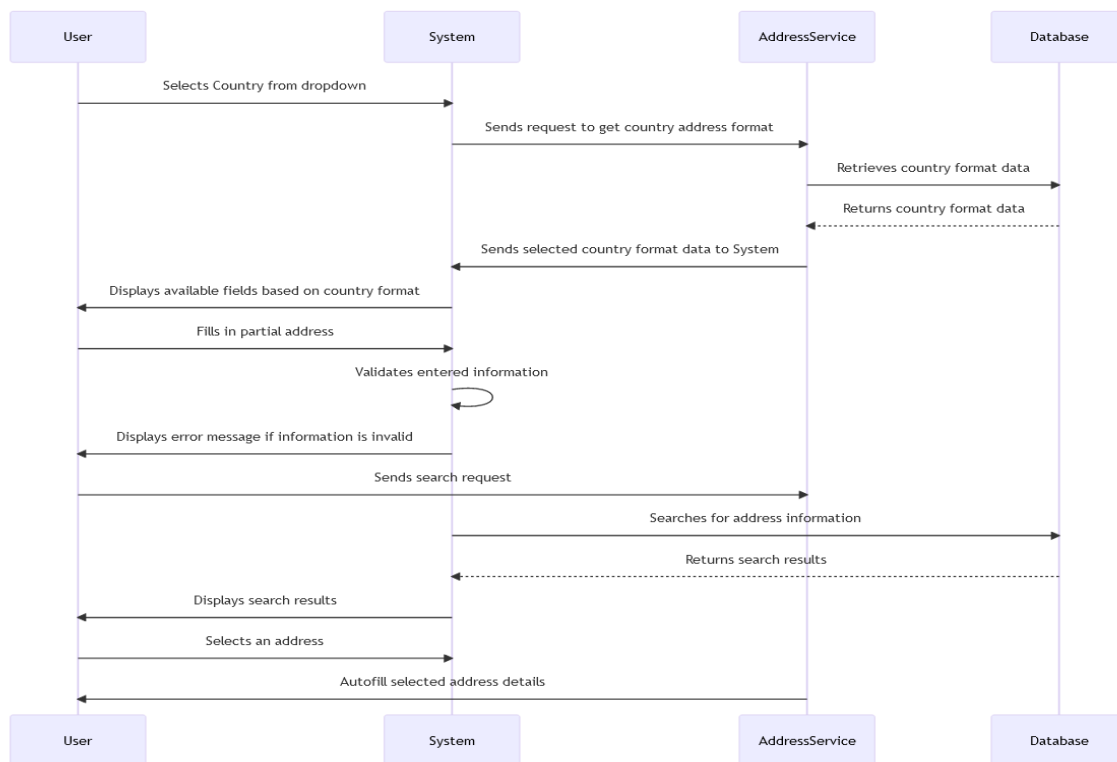 User
System
AddressService
Database
Selects Country from dropdown
Sends request to get country address format
Retrieves country format data
Returns country format data
Sends selected country format data to System
Displays available fields based on country format
Fills in partial address
Validates entered information
Displays error message if information is invalid
Sends search request
Searches for address information
Returns search results
Displays search results
Selects an address
Autofill selected address details
User
System
AddressService
Database